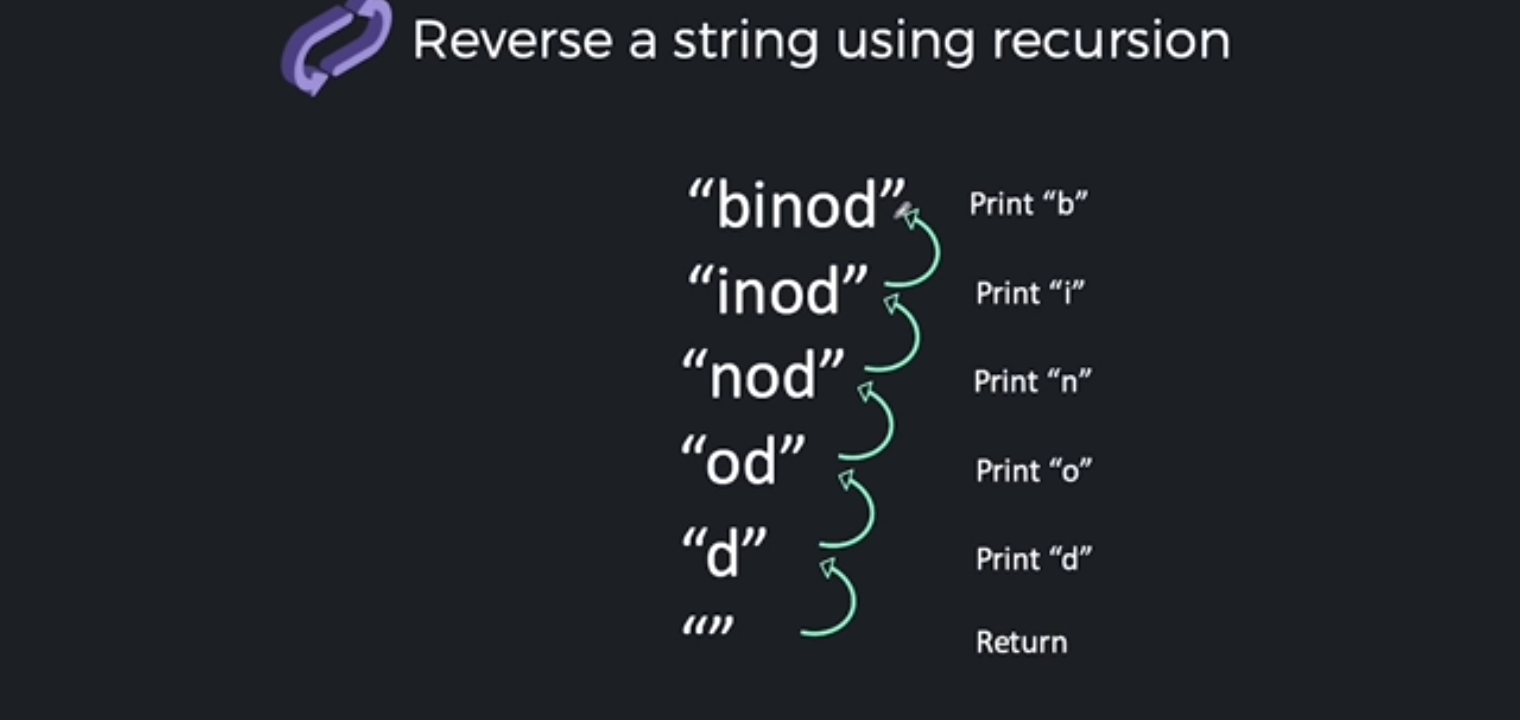 Reverse a string using recursion
“binod” Print “b”
“inod” Print “i”
“nod” Print “n”
“od” Print “o”
“d” Print “d”
“” Return